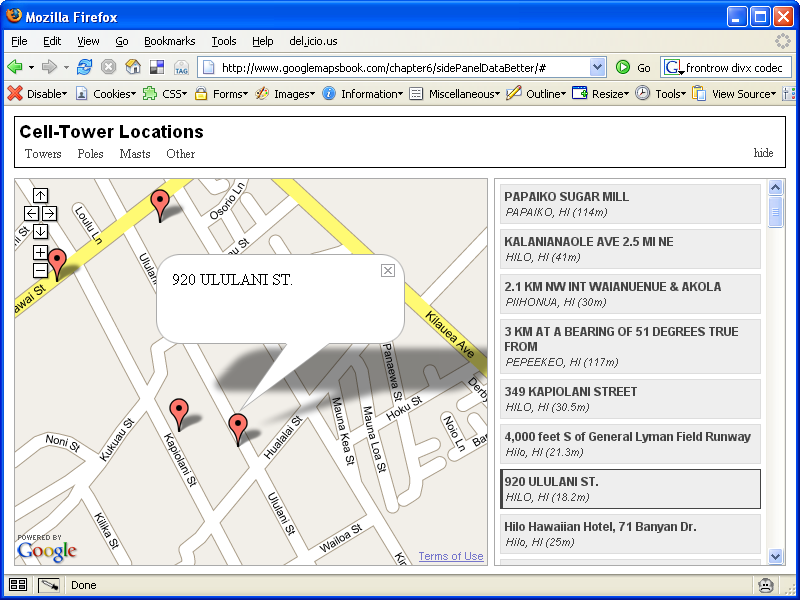 Mozilla Firefox
File Edit View Go Bookmarks Tools Help del.icio.us
TAG http://www.googlemapsbook.com/chapter6/sidePanelDataBetter/# Go G frontrow divx codec
Disable Cookies CSS Forms Images Information Miscellaneous Outline Resize Tools View Source
Cell-Tower Locations
Towers Poles Masts Other hide
Loulu Ln
Osorio Ln
awai St
920 ULULANI ST.
Kilauea Ave
Panaewa St
Hoku St
Mauna Kea St
Mauna Loa St
Noio Ln
Noni St
Kukuau St
Kapiolani St
Hualalai St
Ululani St
Kilika St
Wailoa St
POWERED BY
Google
Terms of Use
PAPAIKO SUGAR MILL
PAPAIKO, HI (114m)
KALANIANAOLE AVE 2.5 MI NE
HILO, HI (41m)
2.1 KM NW INT WAIANUENUE & AKOLA
PIIHONUA, HI (30m)
3 KM AT A BEARING OF 51 DEGREES TRUE
FROM
PEPEEKEO, HI (117m)
349 KAPIOLANI STREET
HILO, HI (30.5m)
4,000 feet S of General Lyman Field Runway
Hilo, HI (21.3m)
920 ULULANI ST.
HILO, HI (18.2m)
Hilo Hawaiian Hotel, 71 Banyan Dr.
Hilo, HI (25m)
Done